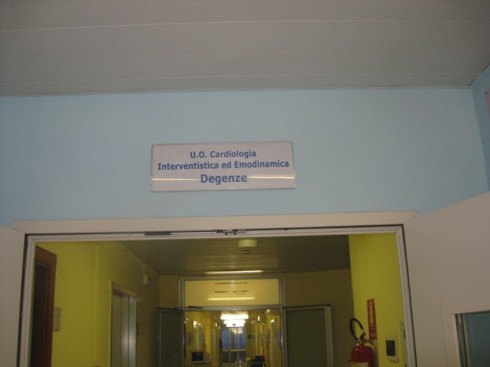 U.O. Cardiologia
Interventistica ed Emodinamica
Degenze